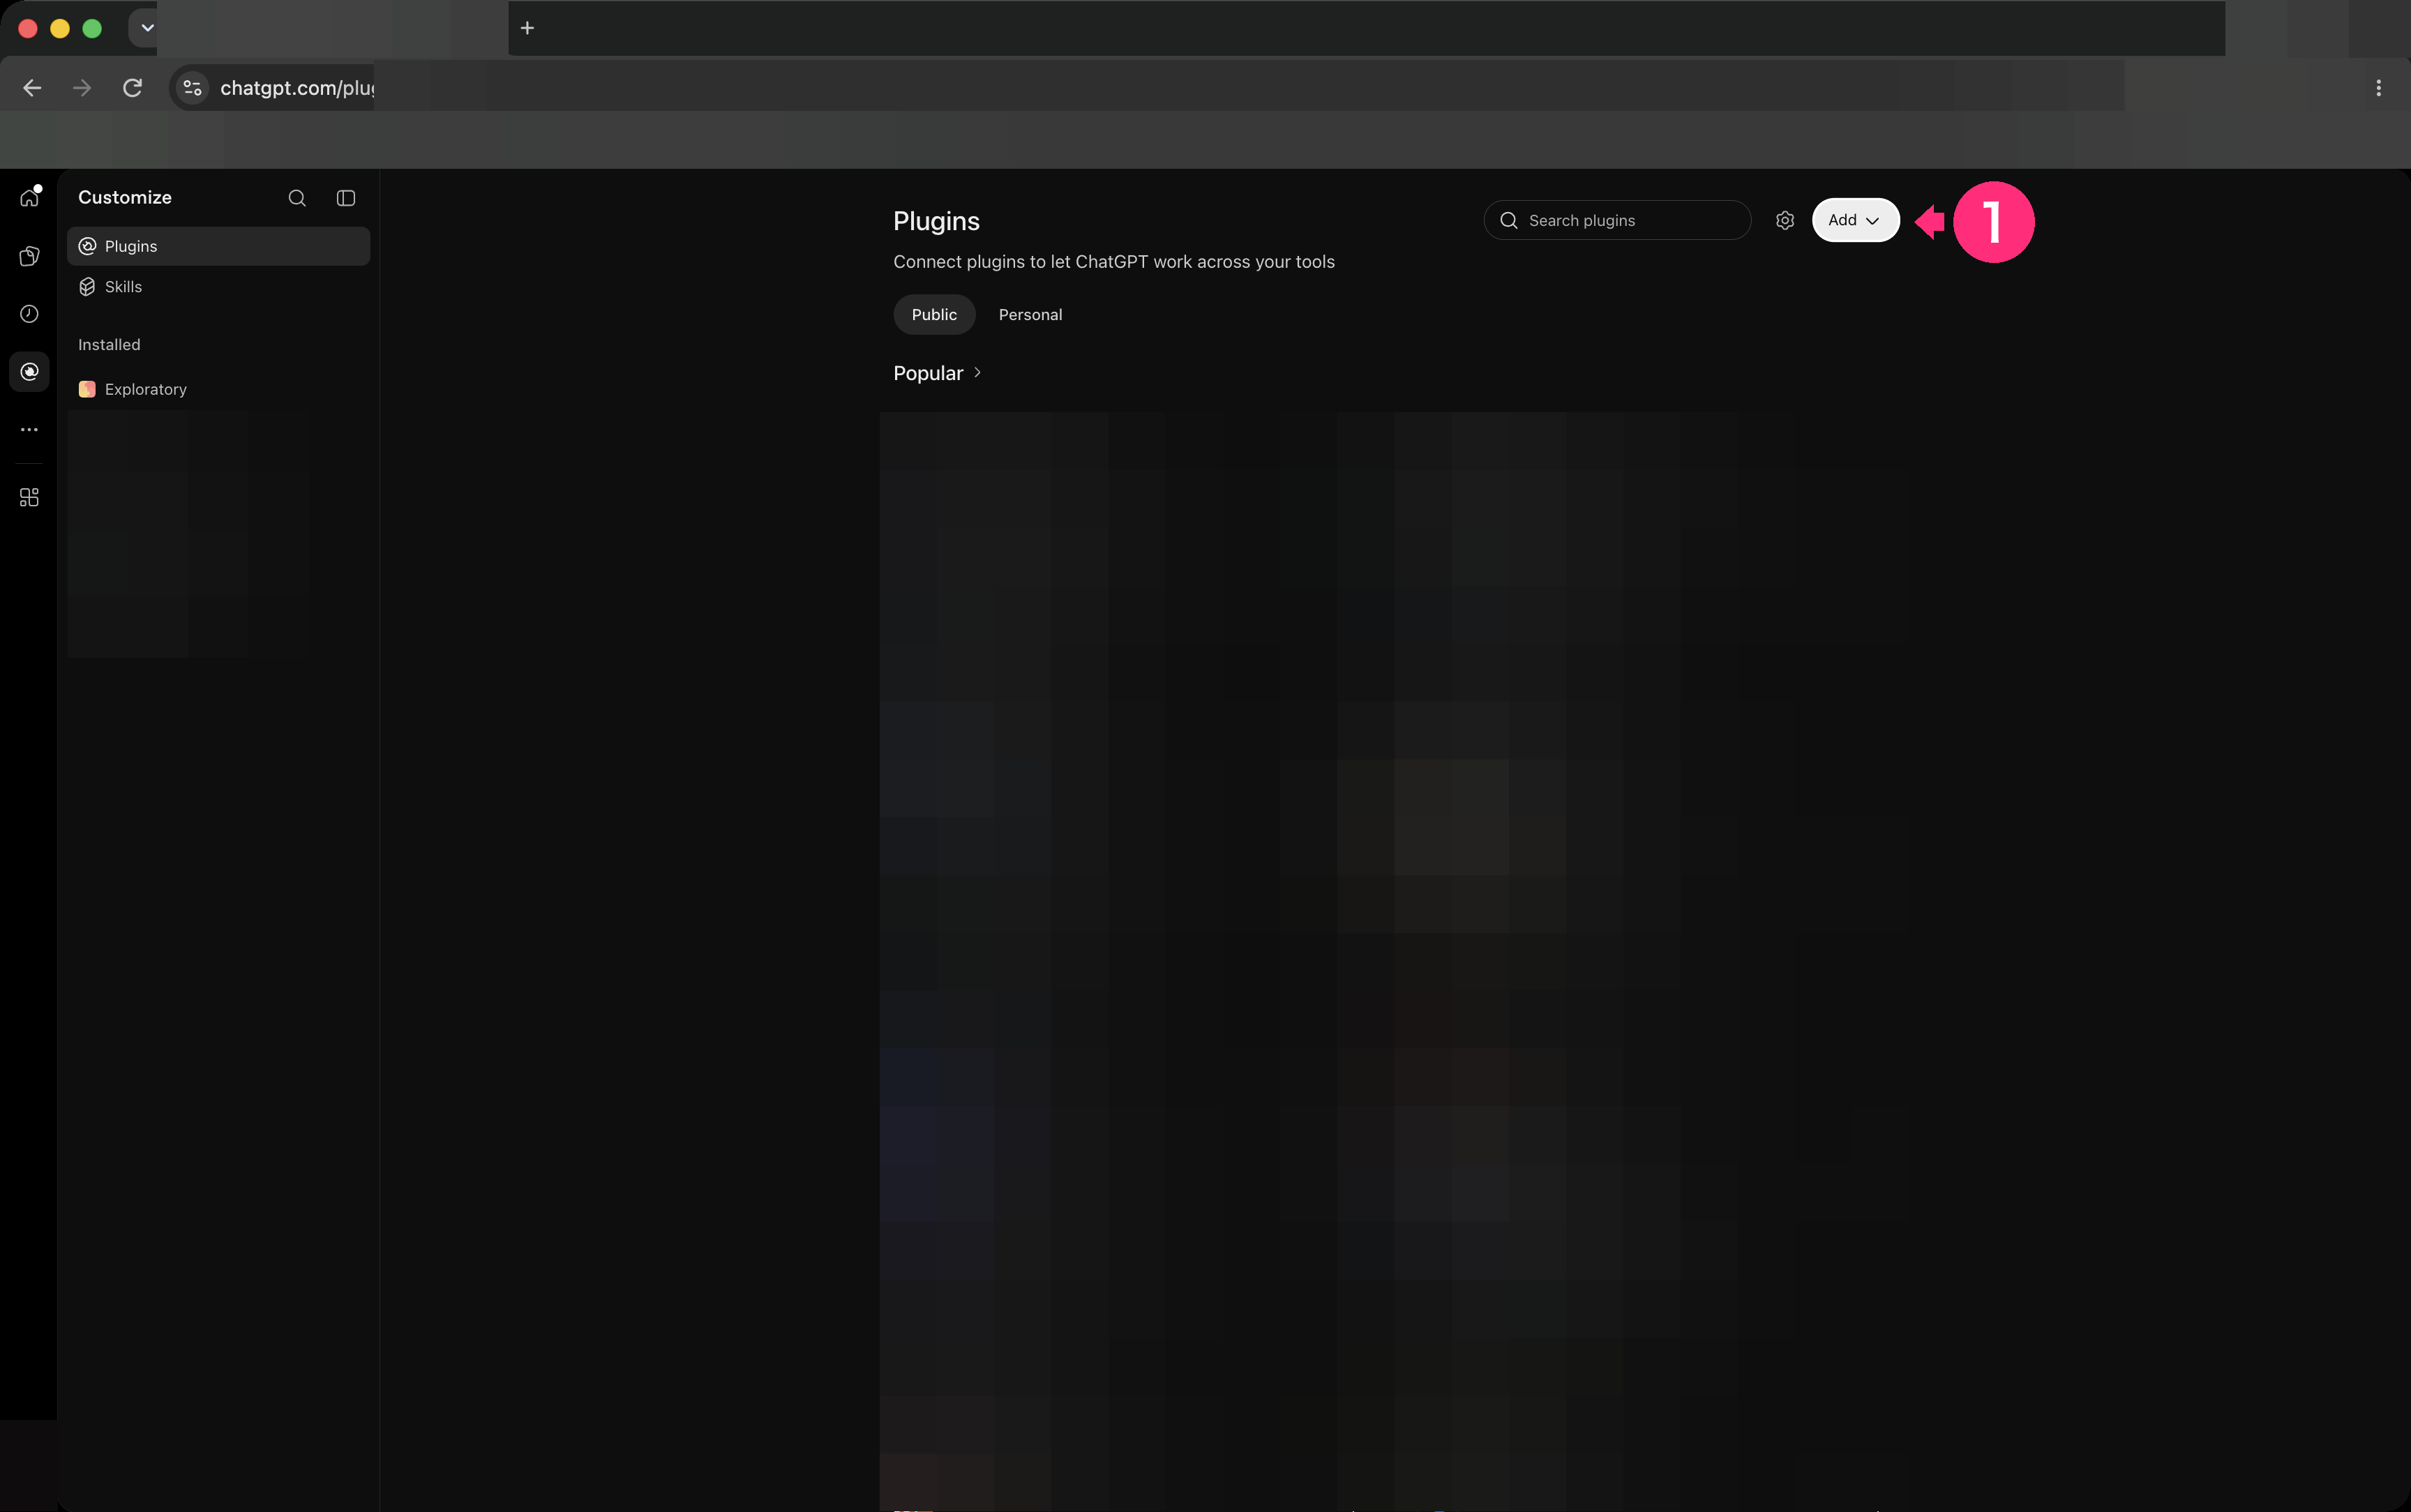 chatgpt.com/plug
Customize
Plugins
Skills
Installed
Exploratory
Plugins
Search plugins
Add
1
Connect plugins to let ChatGPT work across your tools
Public
Personal
Popular